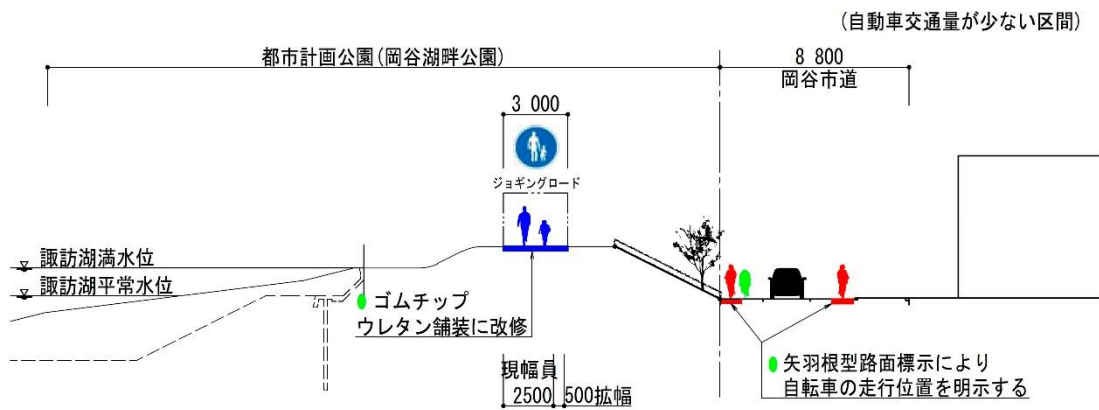 (自動車交通量が少ない区間)
都市計画公園(岡谷湖畔公園)
8 800
岡谷市道
3 000
ジョギングロード
諏訪湖満水位
諏訪湖平常水位
ゴムチップ
ウレタン舗装に改修
矢羽根型路面標示により
自転車の走行位置を明示する
現幅員
2500 500拡幅